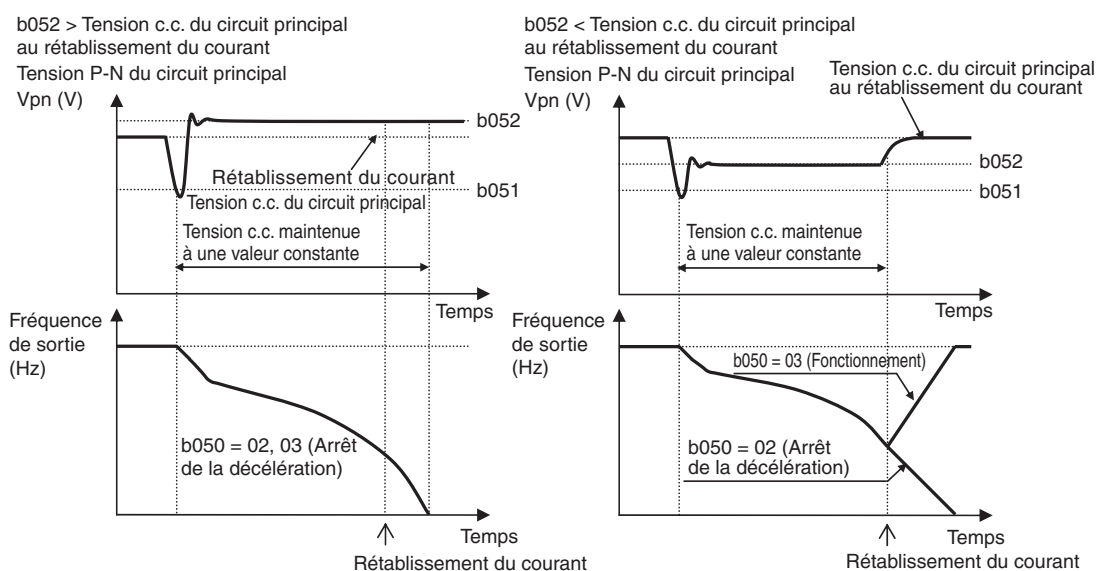 b052 > Tension c.c. du circuit principal
au rétablissement du courant
Tension P-N du circuit principal
Vpn (V)
b052
Rétablissement du courant
b051
Tension c.c. du circuit principal
Tension c.c. maintenue
à une valeur constante
Temps
Fréquence
de sortie
(Hz)
b050 = 02, 03 (Arrêt
de la décélération)
Temps
Rétablissement du courant
b052 < Tension c.c. du circuit principal
au rétablissement du courant
Tension P-N du circuit principal
Vpn (V)
Tension c.c. du circuit principal
au rétablissement du courant
b052
b051
Tension c.c. maintenue
à une valeur constante
Temps
Fréquence
de sortie
(Hz)
b050 = 03 (Fonctionnement)
b050 = 02 (Arrêt
de la décélération)
Temps
Rétablissement du courant